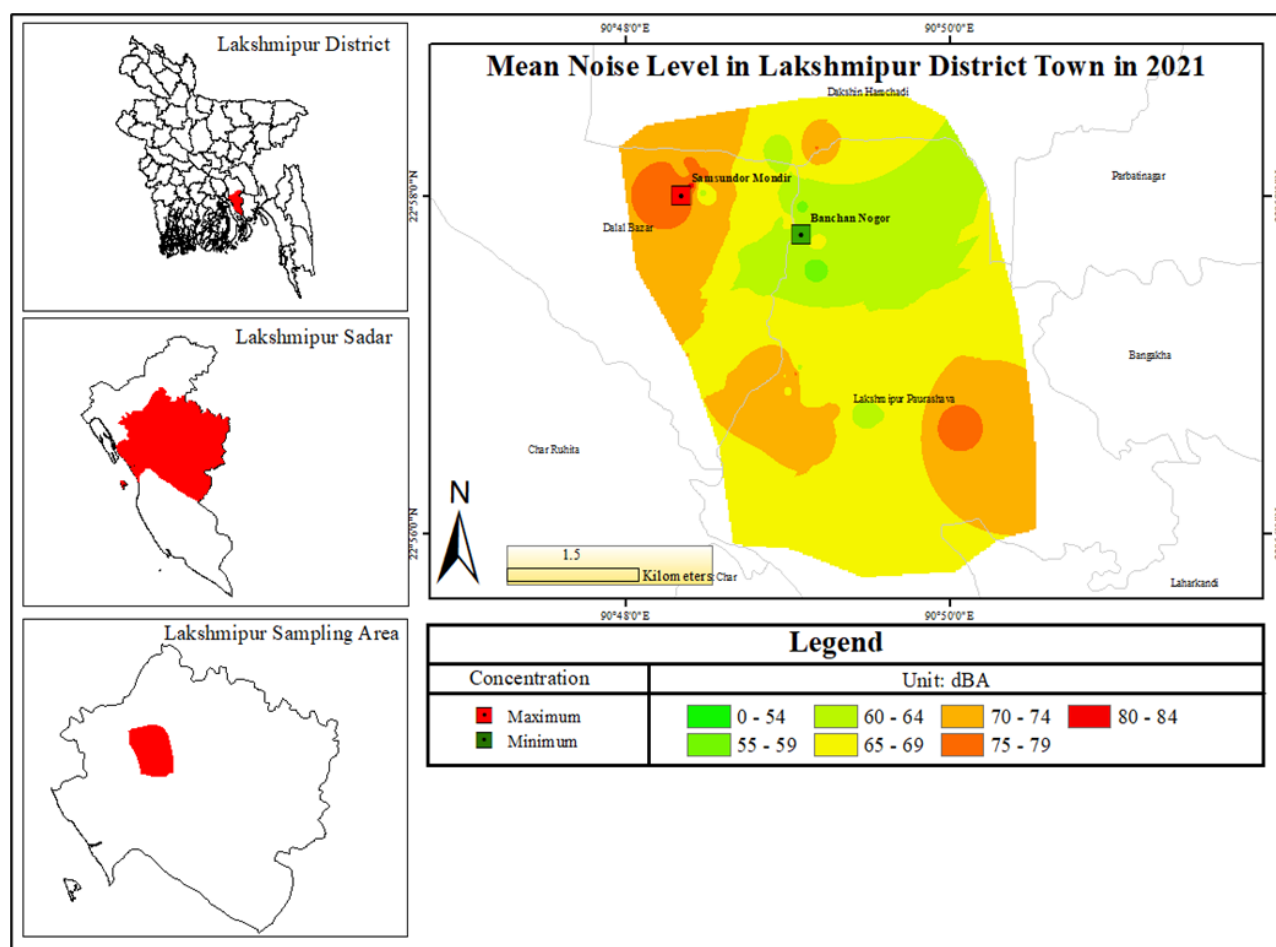 Lakshmipur District
Lakshmipur Sadar
Lakshmipur Sampling Area
90°48'0"E
90°50'0"E
Mean Noise Level in Lakshmipur District Town in 2021
Dakshin Hamchadi
Parbatinagar
Samsundor Mondir
22°58'0"N
Banchan Nogor
Dalal Bazar
Bangakha
Lakshmipur Paurashava
Char Ruhita
N
22°56'0"N
1.5
Kilometers
Char
Laharkandi
90°48'0"E
90°50'0"E
Legend
Concentration
Unit: dBA
Maximum
Minimum
0 - 54
60 - 64
70 - 74
80 - 84
55 - 59
65 - 69
75 - 79